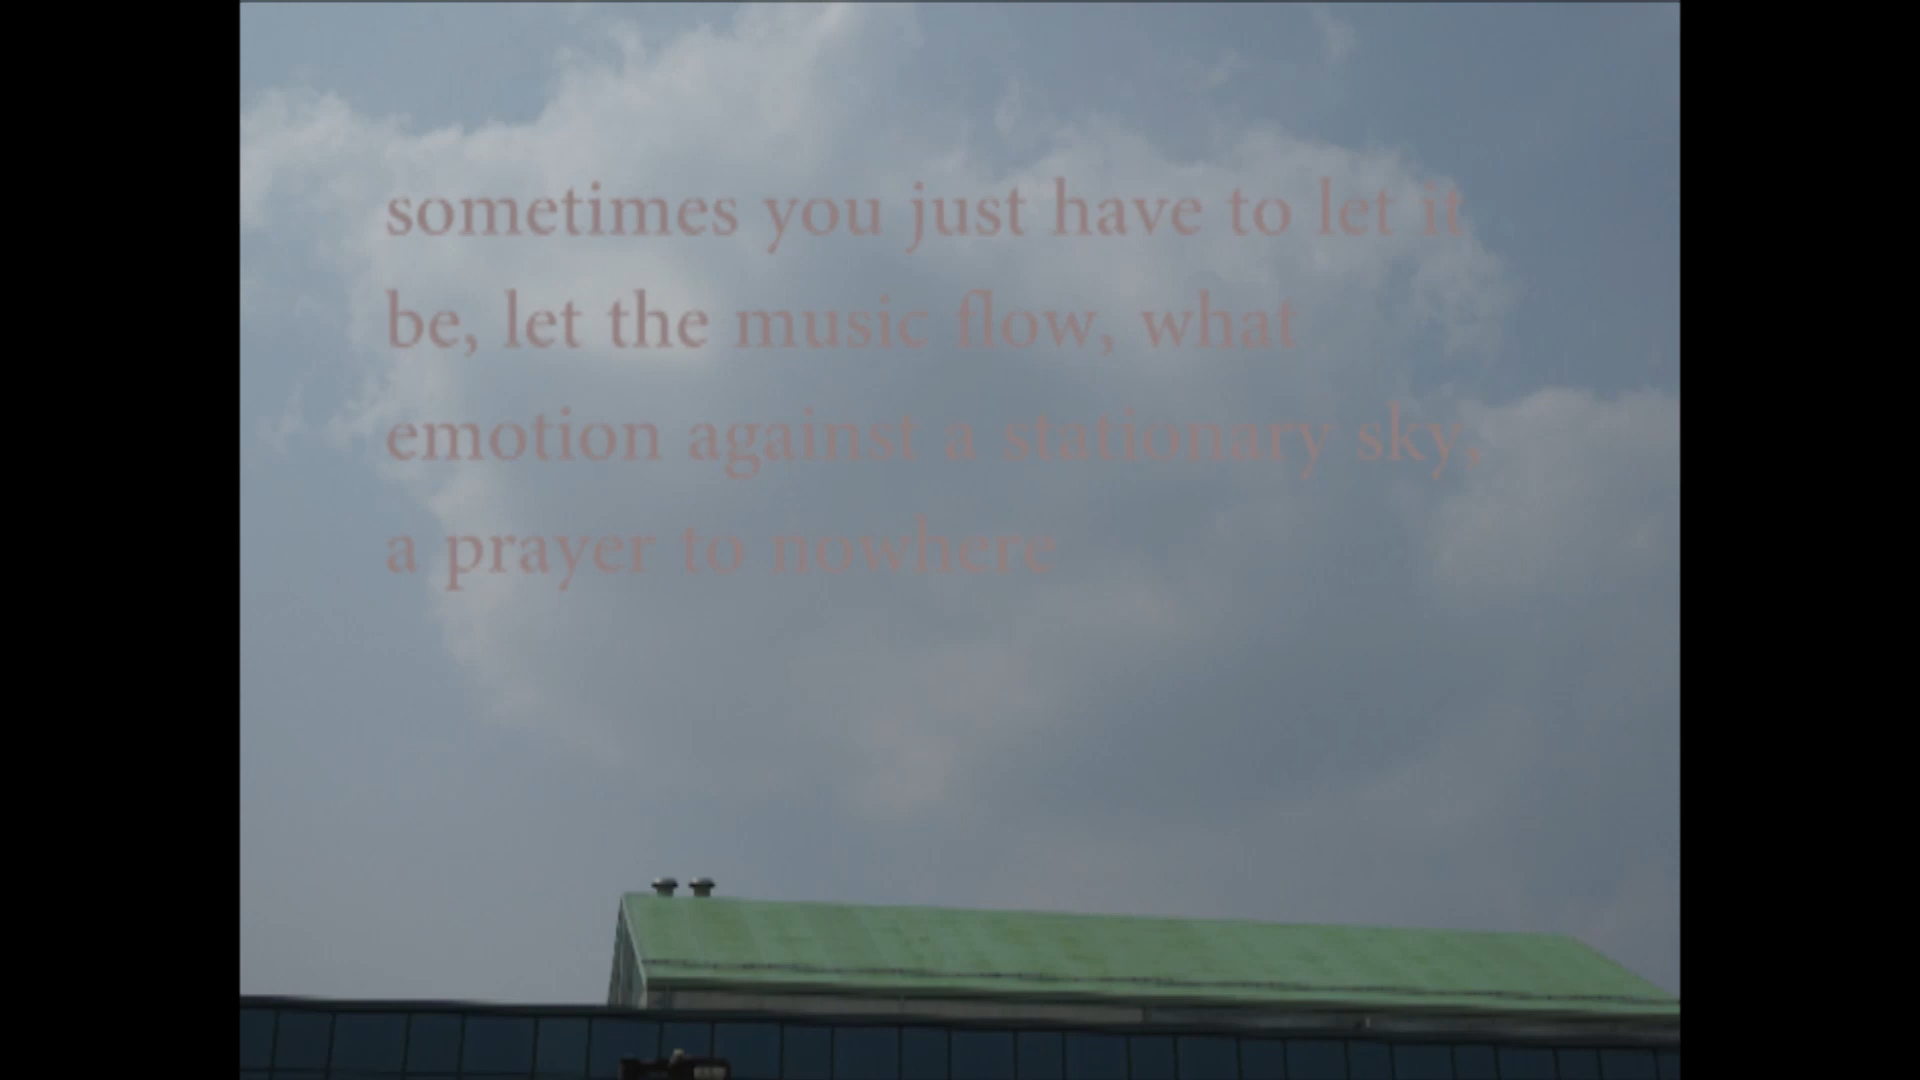 sometimes you just have to let it
be, let the music flow, what
emotion against a stationary sky,
a prayer to nowhere